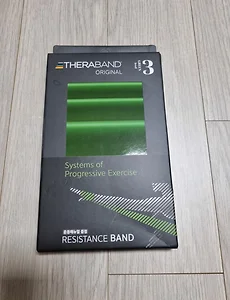 THERABAND
ORIGINAL
3
Systems of
Progressive Exercise
RESISTANCE BAND